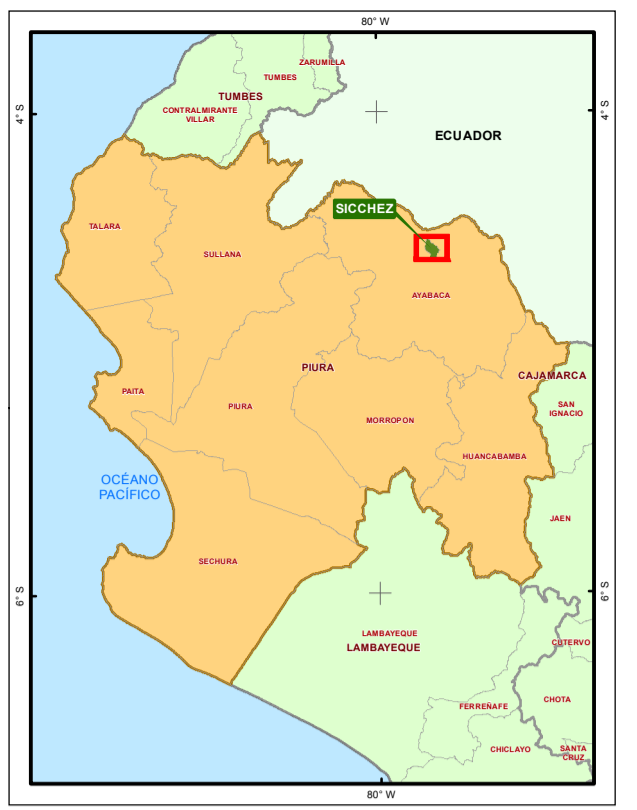 80° W
ZARUMILLA
TUMBES
TUMBES
CONTRALMIRANTE
VILLAR
4° S
4° S
ECUADOR
SICCHEZ
TALARA
SULLANA
AYABACA
PIURA
CAJAMARCA
PAITA
PIURA
SAN
IGNACIO
MORROPON
HUANCABAMBA
OCÉANO
PACÍFICO
JAEN
SECHURA
6° S
6° S
LAMBAYEQUE
LAMBAYEQUE
CUTERVO
CHOTA
FERREÑAFE
CHICLAYO
SANTA
CRUZ
80° W